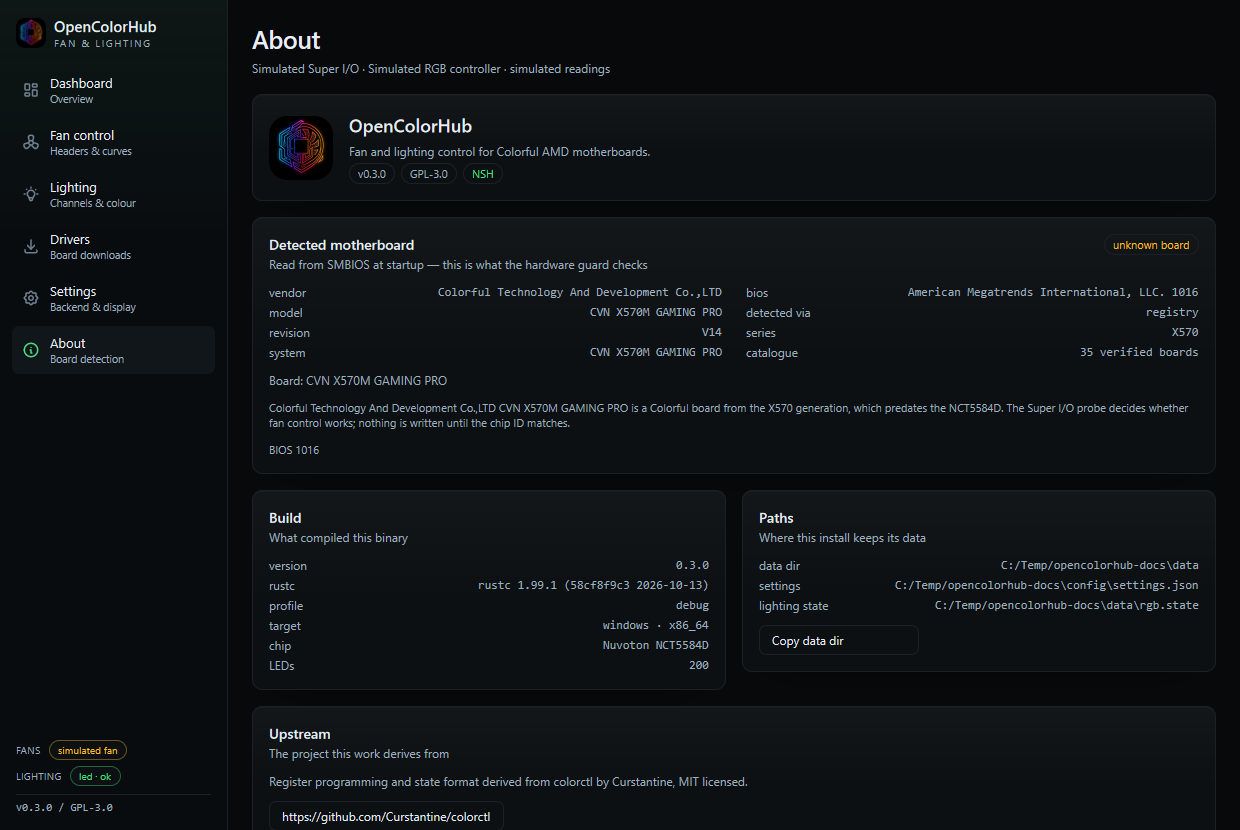 OpenColorHub
FAN & LIGHTING
Dashboard
Overview
Fan control
Headers & curves
Lighting
Channels & colour
Drivers
Board downloads
Settings
Backend & display
About
Board detection
FANS simulated fan
LIGHTING led · ok
v0.3.0 / GPL-3.0
About
Simulated Super I/O · Simulated RGB controller · simulated readings
OpenColorHub
Fan and lighting control for Colorful AMD motherboards.
v0.3.0 GPL-3.0 NSH
Detected motherboard unknown board
Read from SMBIOS at startup — this is what the hardware guard checks
vendor Colorful Technology And Development Co.,LTD bios American Megatrends International, LLC. 1016
model CVN X570M GAMING PRO detected via registry
revision V14 series X570
system CVN X570M GAMING PRO catalogue 35 verified boards
Board: CVN X570M GAMING PRO
Colorful Technology And Development Co.,LTD CVN X570M GAMING PRO is a Colorful board from the X570 generation, which predates the NCT5584D. The Super I/O probe decides whether
fan control works; nothing is written until the chip ID matches.
BIOS 1016
Build
What compiled this binary
version 0.3.0
rustc rustc 1.99.1 (58cf8f9c3 2026-10-13)
profile debug
target windows · x86_64
chip Nuvoton NCT5584D
LEDs 200
Paths
Where this install keeps its data
data dir C:/Temp/opencolorhub-docs\data
settings C:/Temp/opencolorhub-docs\config\settings.json
lighting state C:/Temp/opencolorhub-docs\data\rgb.state
Copy data dir
Upstream
The project this work derives from
Register programming and state format derived from colorctl by Curstantine, MIT licensed.
https://github.com/Curstantine/colorctl